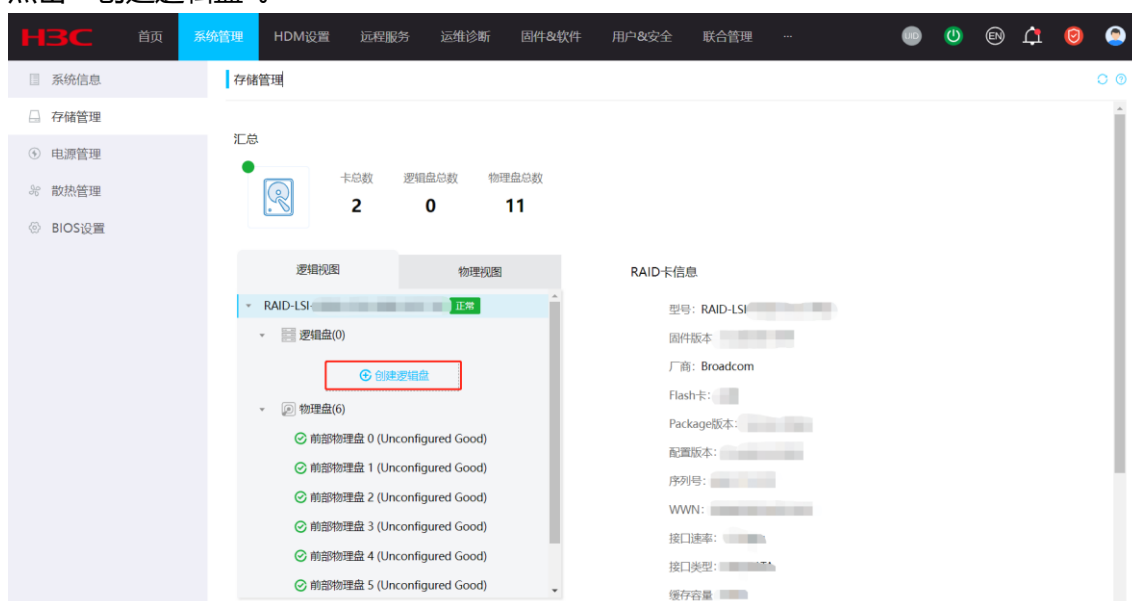 H3C 首页 系统管理 HDM设置 远程服务 运维诊断 固件&软件 用户&安全 联合管理 ... UID EN
系统信息
存储管理
电源管理
散热管理
BIOS设置
存储管理
汇总
卡总数 逻辑盘总数 物理盘总数
2 0 11
逻辑视图 物理视图
RAID-LSI- 正常
逻辑盘(0)
创建逻辑盘
物理盘(6)
前部物理盘 0 (Unconfigured Good)
前部物理盘 1 (Unconfigured Good)
前部物理盘 2 (Unconfigured Good)
前部物理盘 3 (Unconfigured Good)
前部物理盘 4 (Unconfigured Good)
前部物理盘 5 (Unconfigured Good)
RAID卡信息
型号: RAID-LSI
固件版本
厂商: Broadcom
Flash卡:
Package版本:
配置版本:
序列号:
WWN:
接口速率:
接口类型:
缓存容量